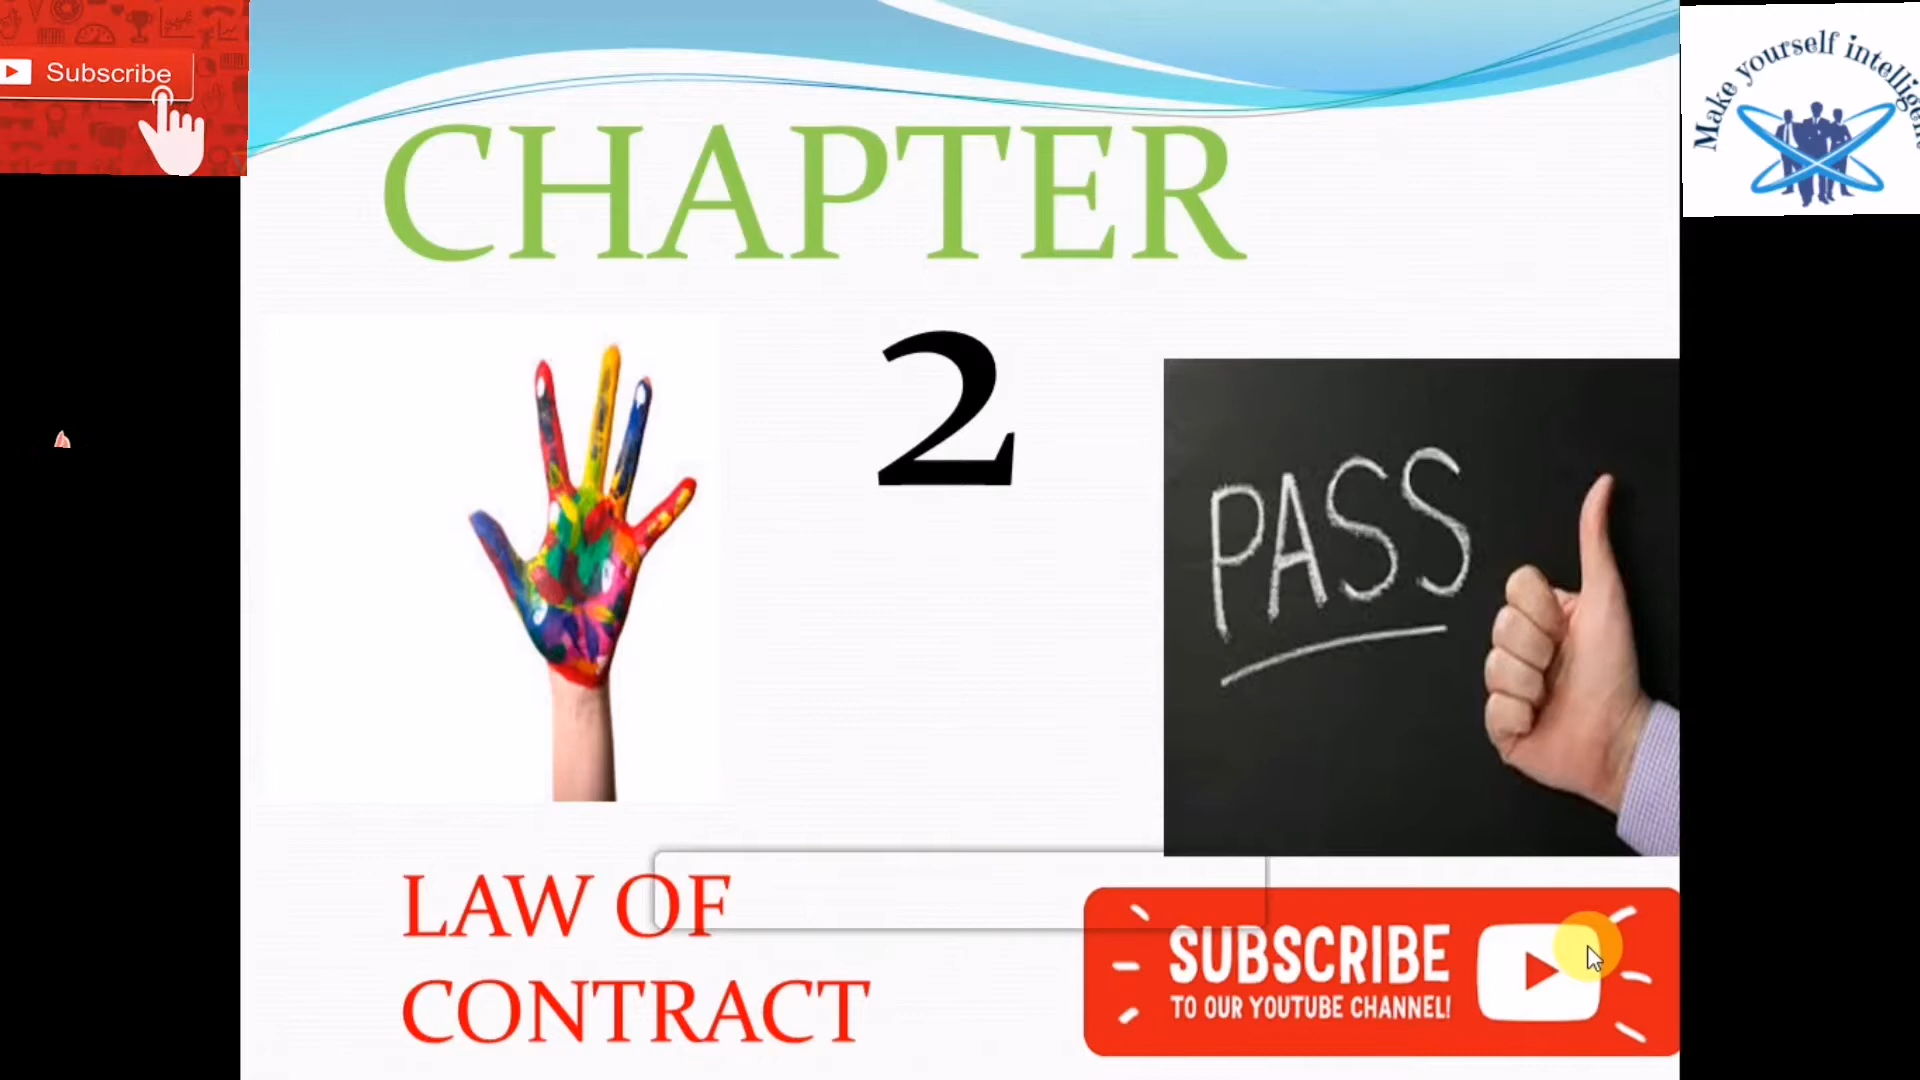 Subscribe
Make yourself intelligent
CHAPTER
2
PASS
LAW OF
CONTRACT
SUBSCRIBE
TO OUR YOUTUBE CHANNEL!